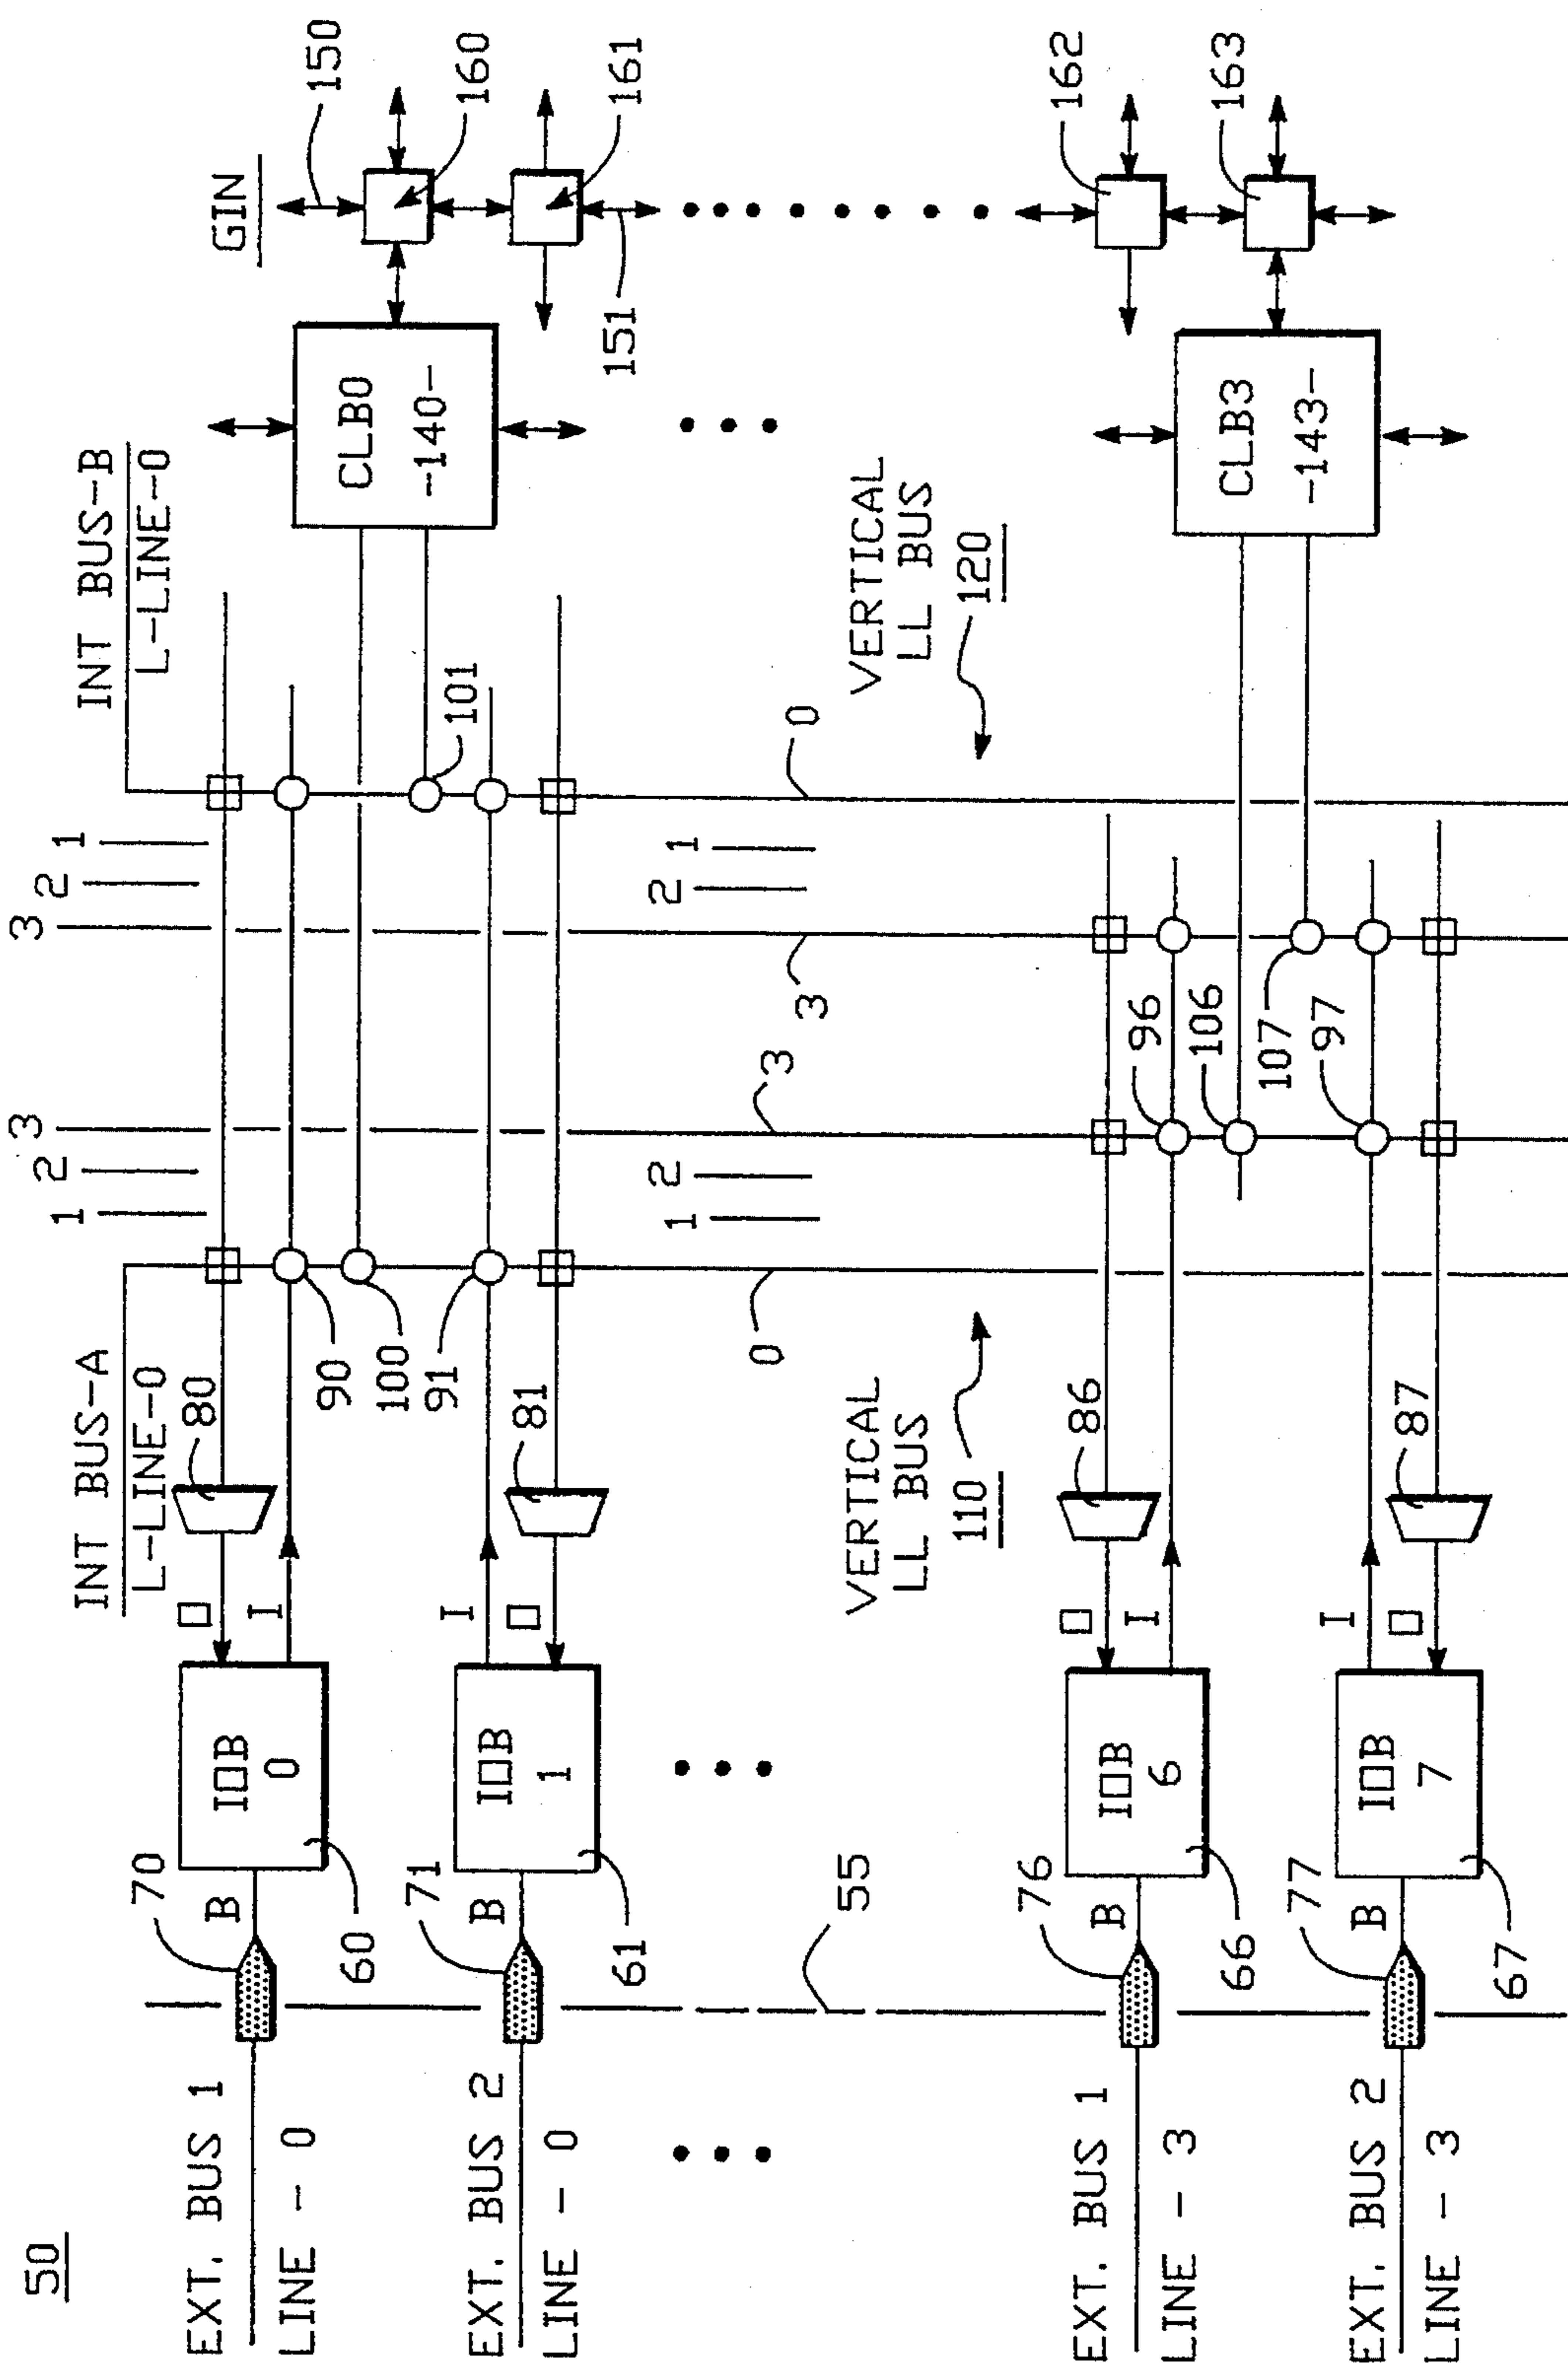 50
EXT. BUS 1
LINE - 0
70
B
60
IOB
0
O
I
80
INT BUS-A
L-LINE-0
90
100
1
2
3
3
2
1
INT BUS-B
L-LINE-0
101
CLB0
-140-
GIN
150
160
161
151
EXT. BUS 2
LINE - 0
71
B
61
IOB
1
I
O
81
91
55
VERTICAL
LL BUS
110
0
1
2
3
3
2
1
0
VERTICAL
LL BUS
120
EXT. BUS 1
LINE - 3
76
B
66
IOB
6
O
I
86
96
106
107
97
CLB3
-143-
162
163
EXT. BUS 2
LINE - 3
77
B
67
IOB
7
I
O
87